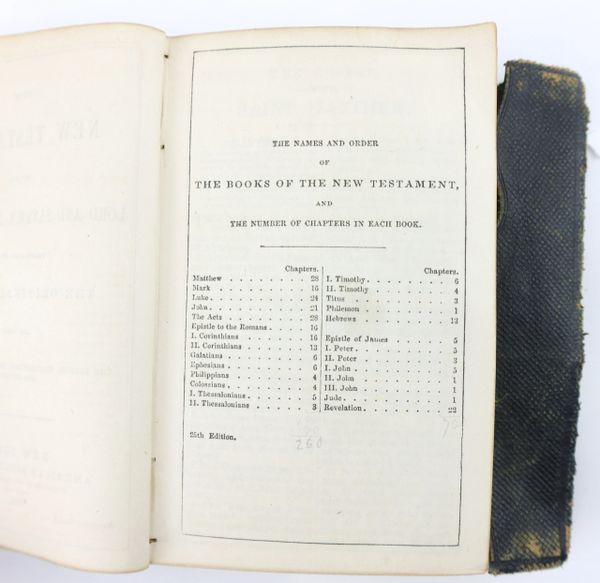 THE NAMES AND ORDER
OF
THE BOOKS OF THE NEW TESTAMENT,
AND
THE NUMBER OF CHAPTERS IN EACH BOOK.
Chapters.
Matthew . . . . . . . . 28
Mark . . . . . . . . 16
Luke . . . . . . . . 24
John . . . . . . . . 21
The Acts . . . . . . . . 28
Epistle to the Romans . . . . 16
I. Corinthians . . . . . . 16
II. Corinthians . . . . . . 13
Galatians . . . . . . . 6
Ephesians . . . . . . . 6
Philippians . . . . . . 4
Colossians . . . . . . . 4
I. Thessalonians . . . . . 5
II. Thessalonians . . . . . 3
Chapters.
I. Timothy . . . . . . . 6
II. Timothy . . . . . . . 4
Titus . . . . . . . . 3
Philemon . . . . . . . 1
Hebrews . . . . . . . 13
Epistle of James . . . . . 5
I. Peter . . . . . . . . 5
II. Peter . . . . . . . 3
I. John . . . . . . . . 5
II. John . . . . . . . 1
III. John . . . . . . . 1
Jude . . . . . . . . 1
Revelation . . . . . . . 22
25th Edition.
260
NEW